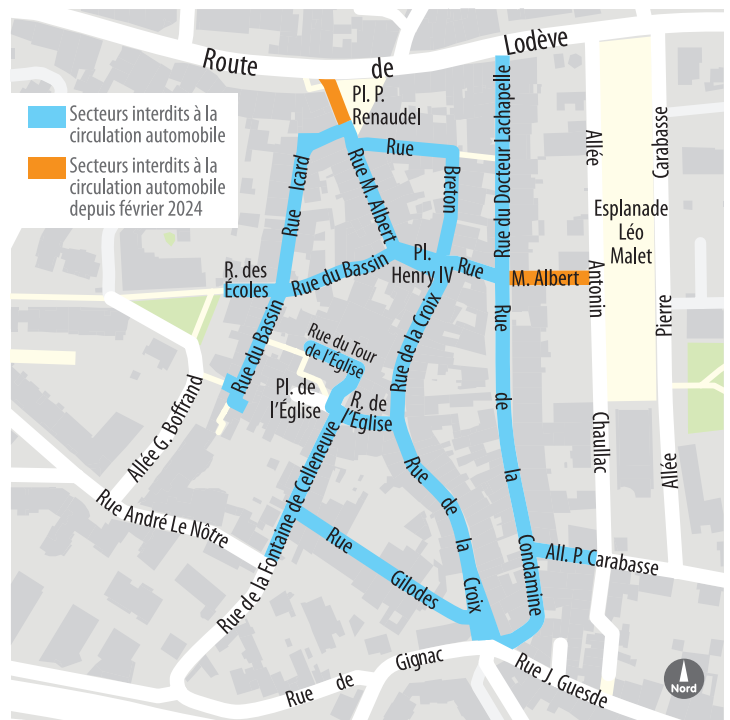 Route de Lodève
Pl. P.
Renaudel
Secteurs interdits à la
circulation automobile
Secteurs interdits à la
circulation automobile
depuis février 2024
Rue Icard
Rue M. Albert
Rue Breton
Rue du Docteur Lachapelle
Allée Antonin Chaullac
Allée Pierre Carabasse
Esplanade
Léo
Malet
Pl.
Henry IV
Rue M. Albert
R. des
Écoles
Rue du Bassin
Rue du Bassin
Rue du Tour
de l'Église
Pl. de
l'Église
R. de
l'Église
Rue de la Croix
Rue de la Croix
Rue de la Condamine
Allée G. Boffrand
Rue André Le Nôtre
Rue de la Fontaine de Celleneuve
Rue Gilodes
All. P. Carabasse
Rue de Gignac
Rue J. Guesde
Nord